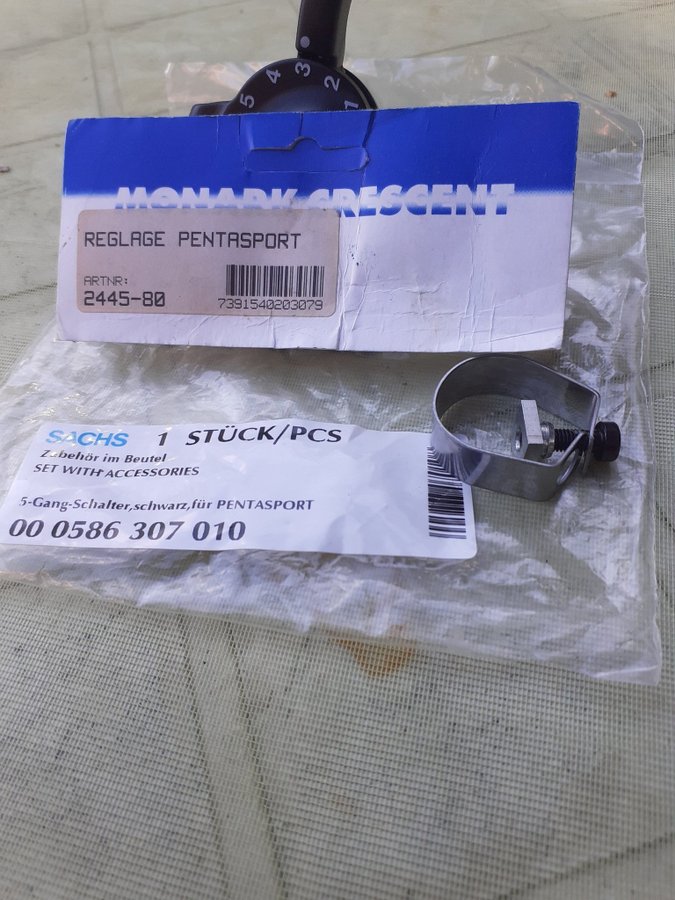 5 4 3 2 1
MONARK CRESCENT
REGLAGE PENTASPORT
ARTNR:
2445-80
7391540203079
SACHS 1 STÜCK/PCS
Zubehör im Beutel
SET WITH ACCESSORIES
5-Gang-Schalter,schwarz,für PENTASPORT
00 0586 307 010